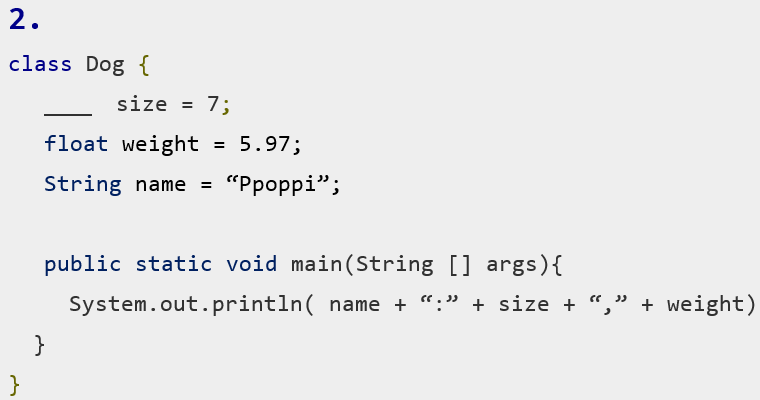 2.
class Dog {
____ size = 7;
float weight = 5.97;
String name = “Ppoppi”;
public static void main(String [] args){
System.out.println( name + “:” + size + “,” + weight)
}
}